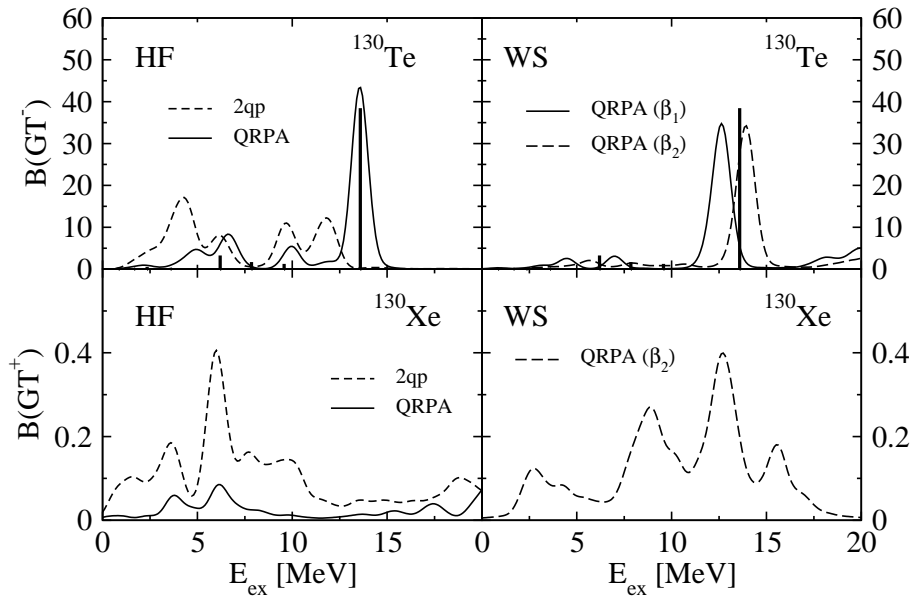 60
50
40
30
20
10
0
B(GT⁻)
HF
¹³⁰Te
2qp
QRPA
WS
¹³⁰Te
QRPA (β₁)
QRPA (β₂)
60
50
40
30
20
10
0
0.4
0.2
0
B(GT⁺)
HF
¹³⁰Xe
2qp
QRPA
WS
¹³⁰Xe
QRPA (β₂)
0.4
0.2
0
0 5 10 15 0 5 10 15 20
E_ex [MeV] E_ex [MeV]